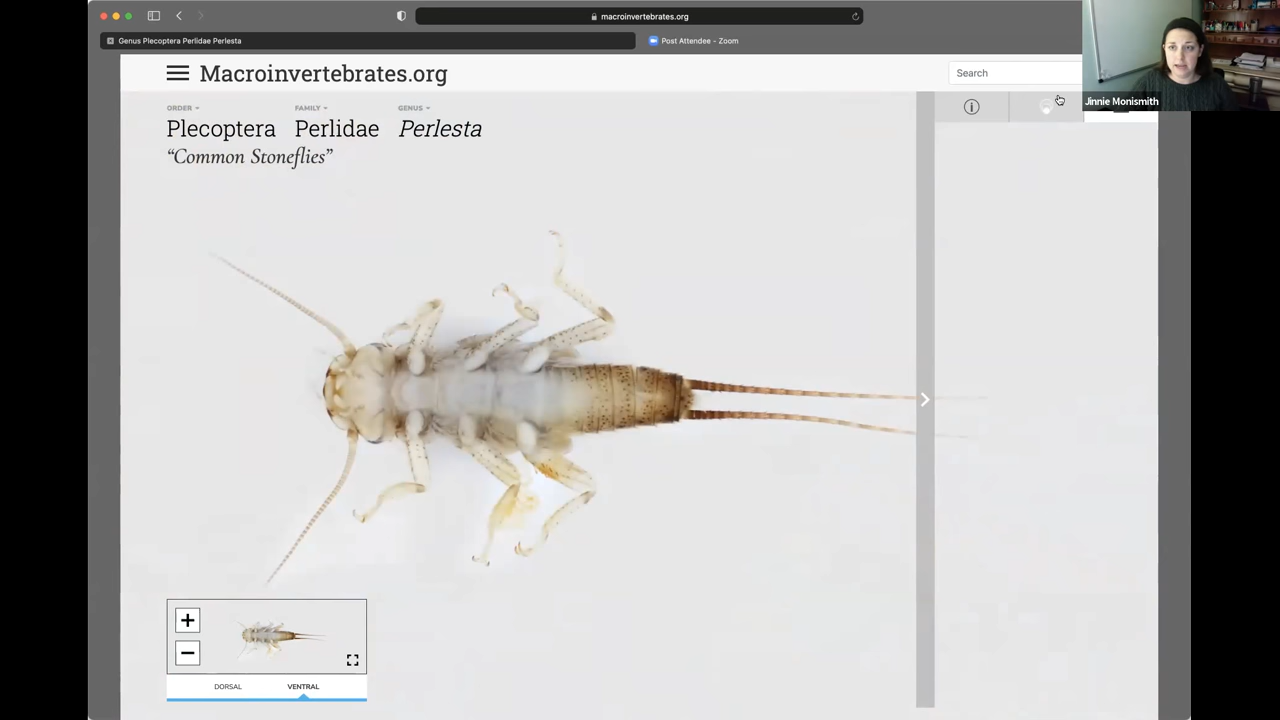 macroinvertebrates.org
Genus Plecoptera Perlidae Perlesta
Post Attendee - Zoom
Macroinvertebrates.org
Search
Jinnie Monismith
ORDER FAMILY GENUS
Plecoptera Perlidae Perlesta
“Common Stoneflies”
+
−
DORSAL VENTRAL